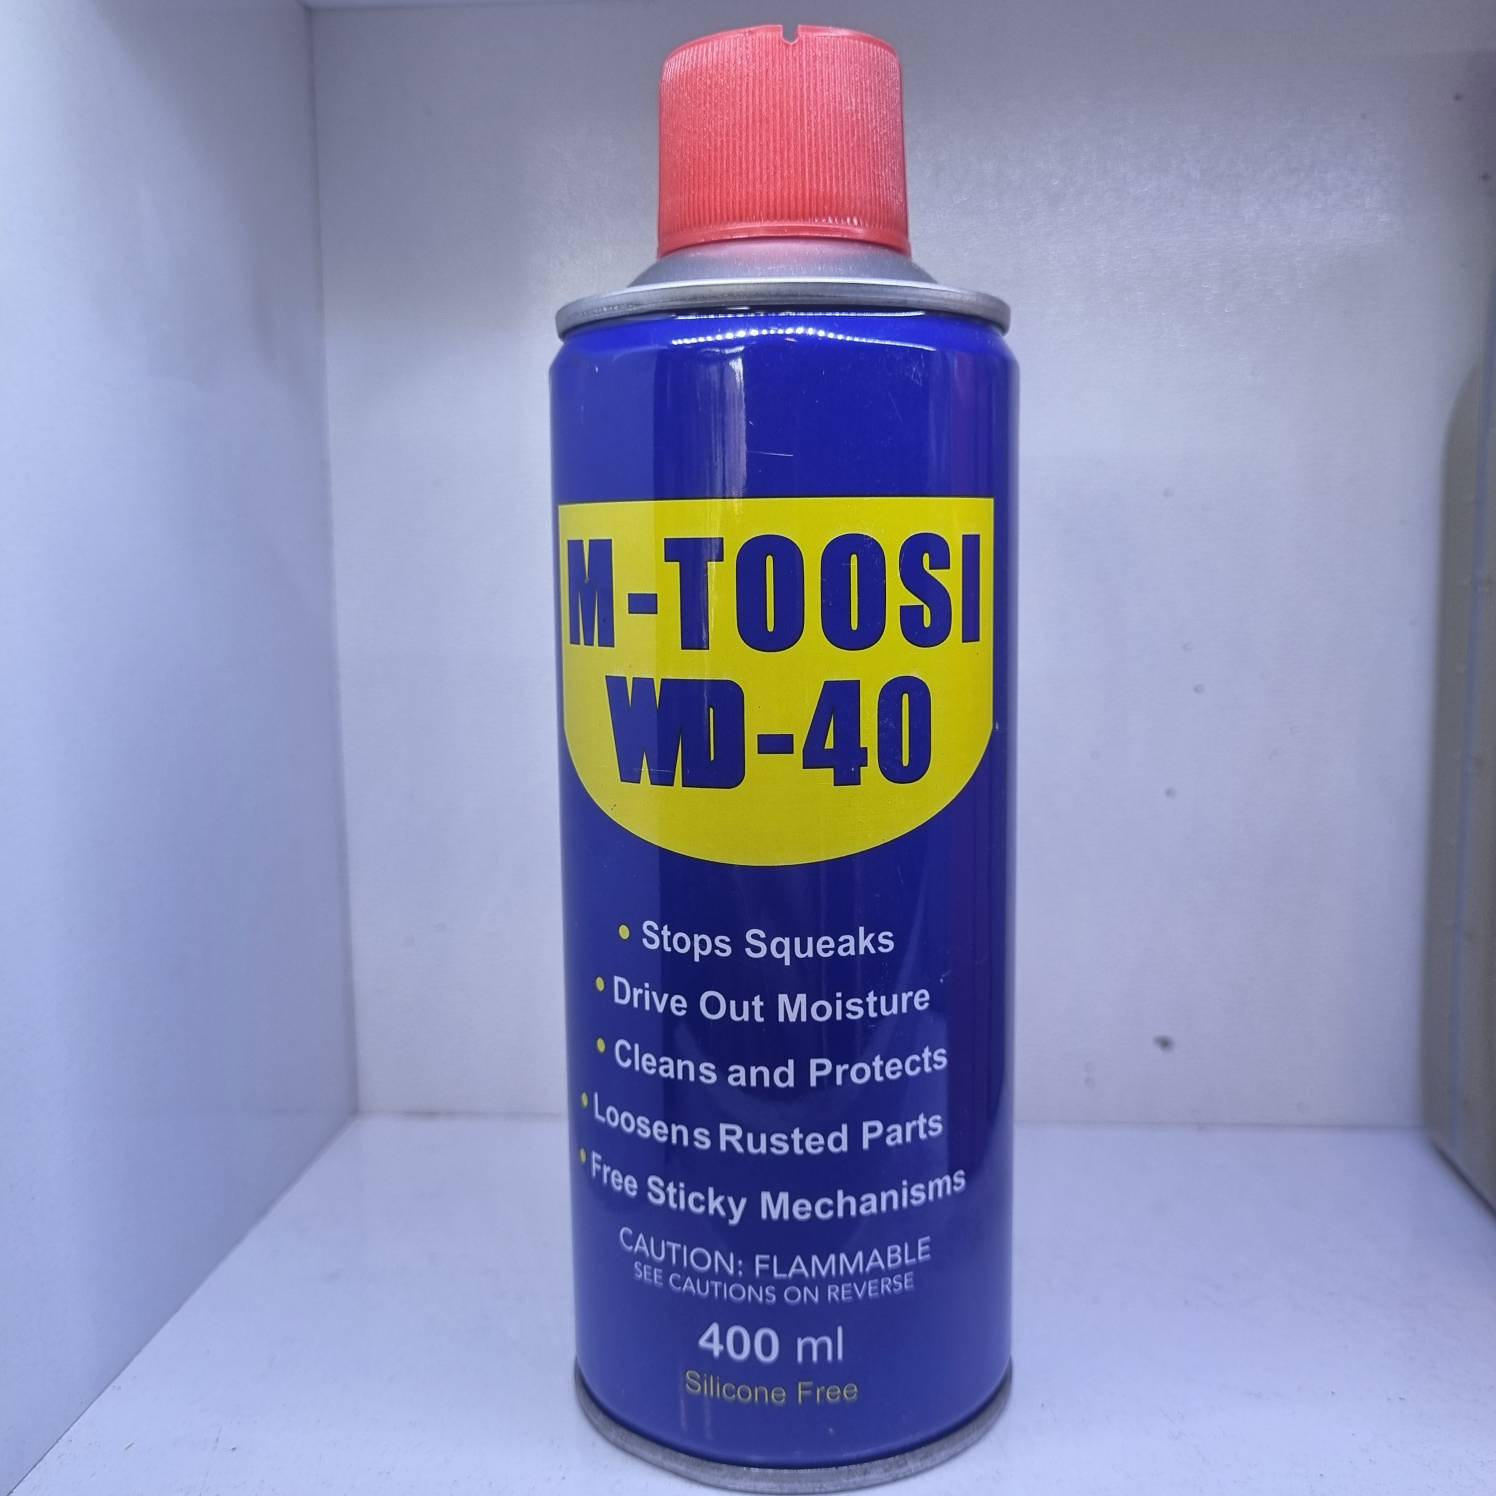 M-TOOSI
WD-40
• Stops Squeaks
• Drive Out Moisture
• Cleans and Protects
• Loosens Rusted Parts
• Free Sticky Mechanisms
CAUTION: FLAMMABLE
SEE CAUTIONS ON REVERSE
400 ml
Silicone Free